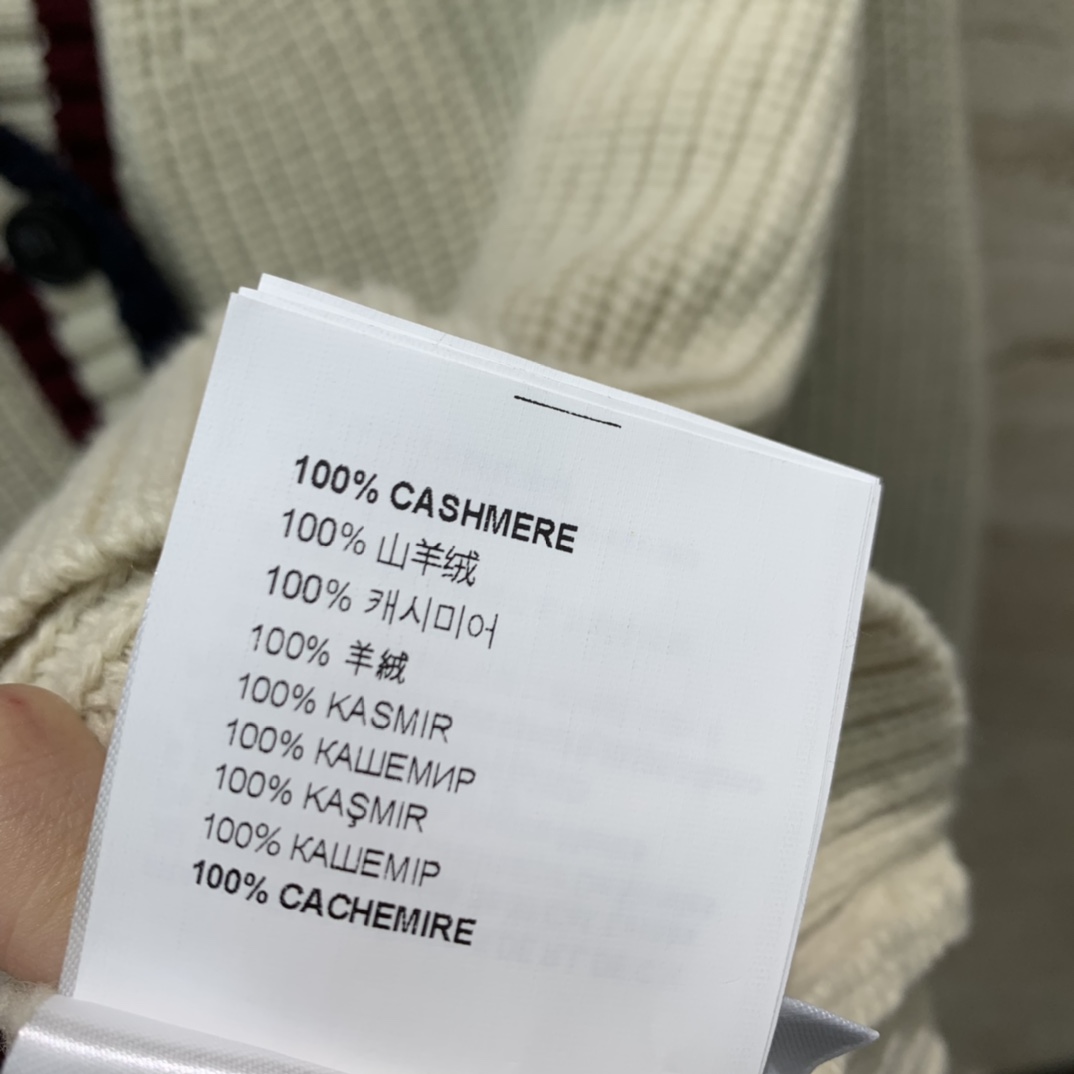 100% CASHMERE
100% 山羊绒
100% 캐시미어
100% 羊絨
100% KASMIR
100% КАШЕМИР
100% KAŞMIR
100% КАШЕМІР
100% CACHEMIRE